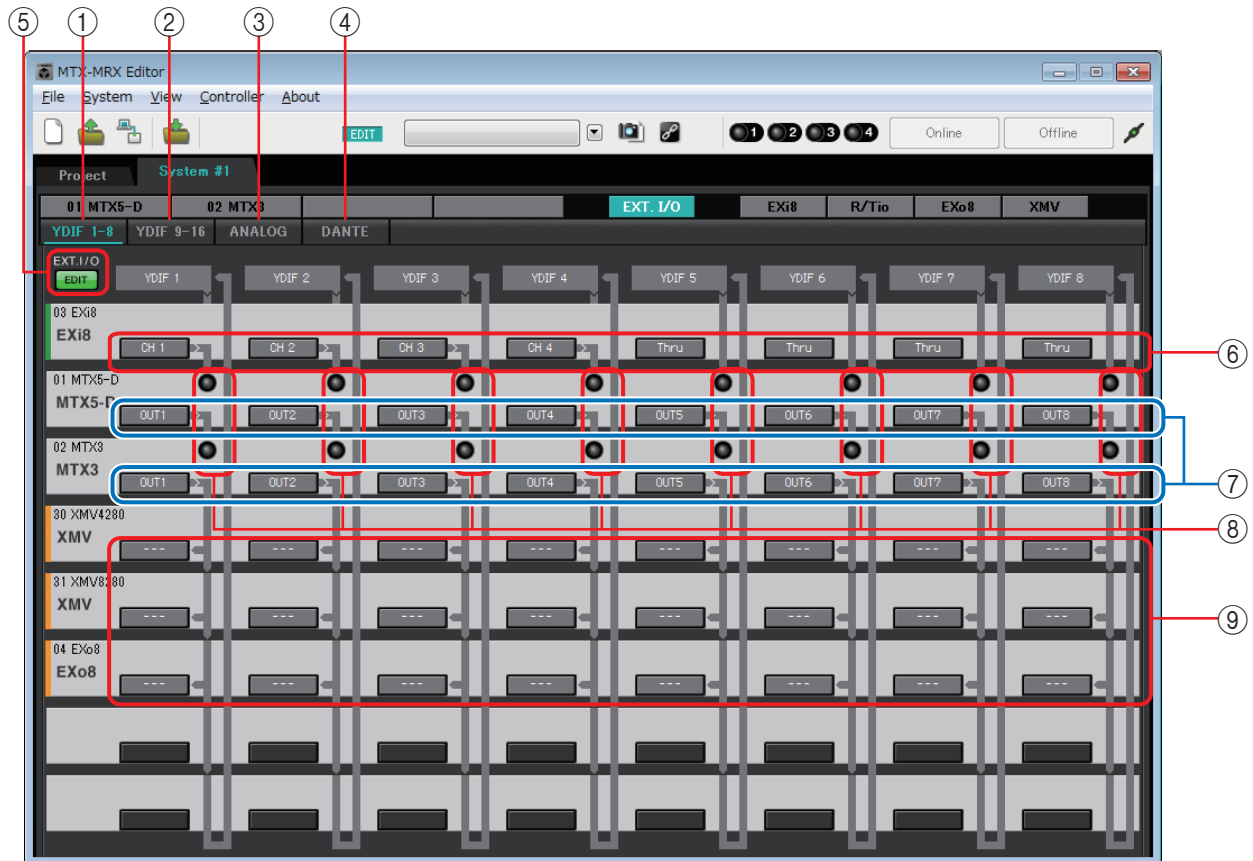 ⑤ ① ② ③ ④
MTX-MRX Editor
File System View Controller About
EDIT 1 2 3 4 Online Offline
Project System #1
01 MTX5-D 02 MTX3 EXT. I/O EXi8 R/Tio EXo8 XMV
YDIF 1-8 YDIF 9-16 ANALOG DANTE
EXT.I/O
EDIT YDIF 1 YDIF 2 YDIF 3 YDIF 4 YDIF 5 YDIF 6 YDIF 7 YDIF 8
03 EXi8
EXi8
CH 1 CH 2 CH 3 CH 4 Thru Thru Thru Thru ⑥
01 MTX5-D
MTX5-D
OUT1 OUT2 OUT3 OUT4 OUT5 OUT6 OUT7 OUT8
02 MTX3
MTX3
OUT1 OUT2 OUT3 OUT4 OUT5 OUT6 OUT7 OUT8 ⑦
30 XMV4280 ⑧
XMV
--- --- --- --- --- --- --- ---
31 XMV8280
XMV
--- --- --- --- --- --- --- --- ⑨
04 EXo8
EXo8
--- --- --- --- --- --- --- ---